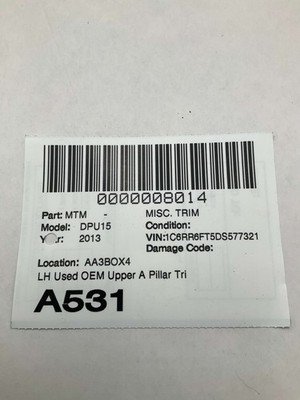 0000008014
Part: MTM - MISC. TRIM
Model: DPU15 Condition:
Year: 2013 VIN:1C6RR6FT5DS577321
Damage Code:
Location: AA3BOX4
LH Used OEM Upper A Pillar Tri
A531